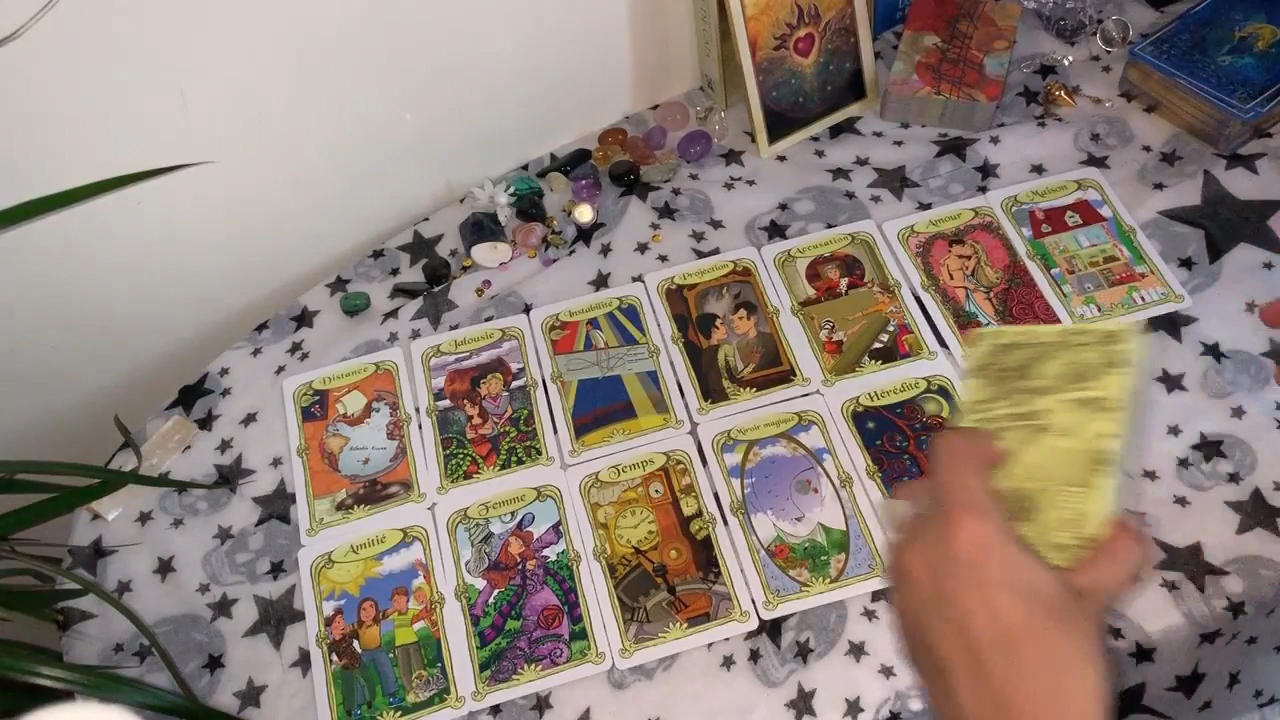 Distance
Jalousie
Instabilité
Projection
Accusation
Amour
Maison
Amitié
Femme
Temps
Miroir magique
Hérédité